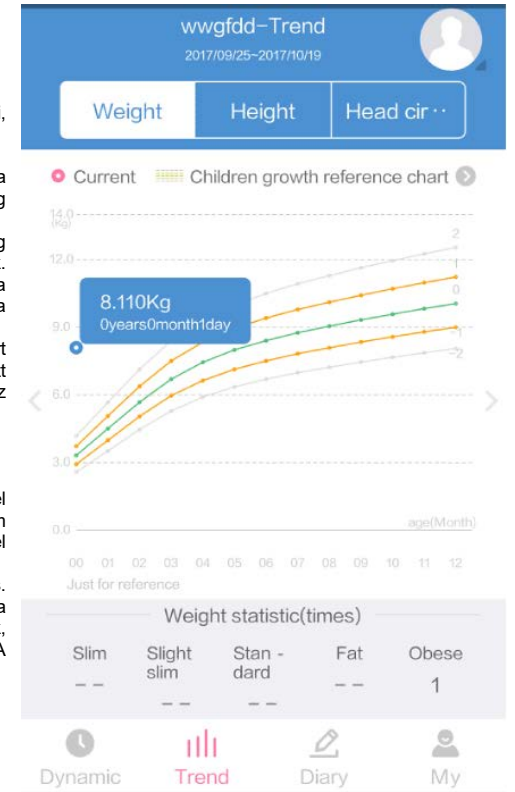 wwgfdd-Trend
2017/09/25~2017/10/19
Weight Height Head cir··
Current Children growth reference chart
14.0
(Kg)
2
12.0
1
0
8.110Kg
0years0month1day
9.0
-1
-2
6.0
3.0
0.0 age(Month)
00 01 02 03 04 05 06 07 08 09 10 11 12
Just for reference
Weight statistic(times)
Slim Slight slim Stan - dard Fat Obese
-- -- -- -- 1
Dynamic Trend Diary My